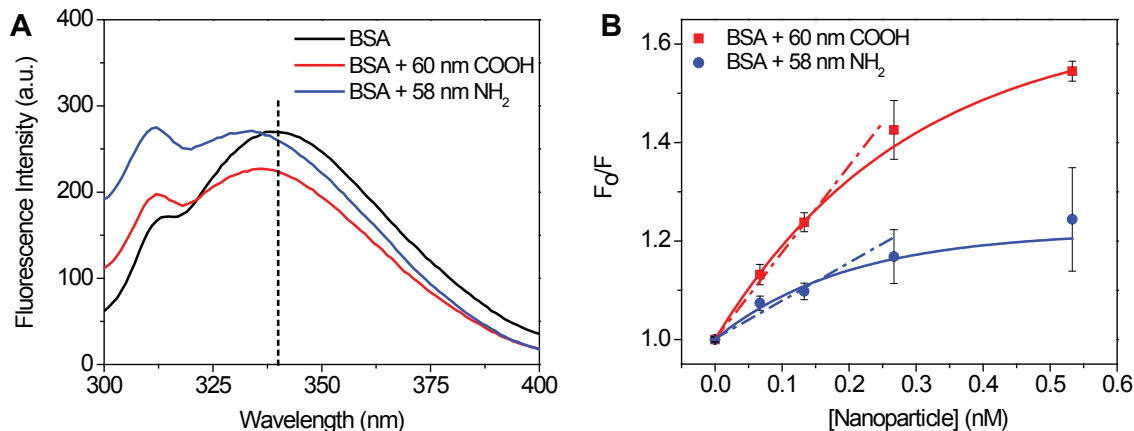 A
BSA
BSA + 60 nm COOH
BSA + 58 nm NH2
Fluorescence Intensity (a.u.)
400
300
200
100
0
300 325 350 375 400
Wavelength (nm)
B
BSA + 60 nm COOH
BSA + 58 nm NH2
F0/F
1.6
1.4
1.2
1.0
0.0 0.1 0.2 0.3 0.4 0.5 0.6
[Nanoparticle] (nM)